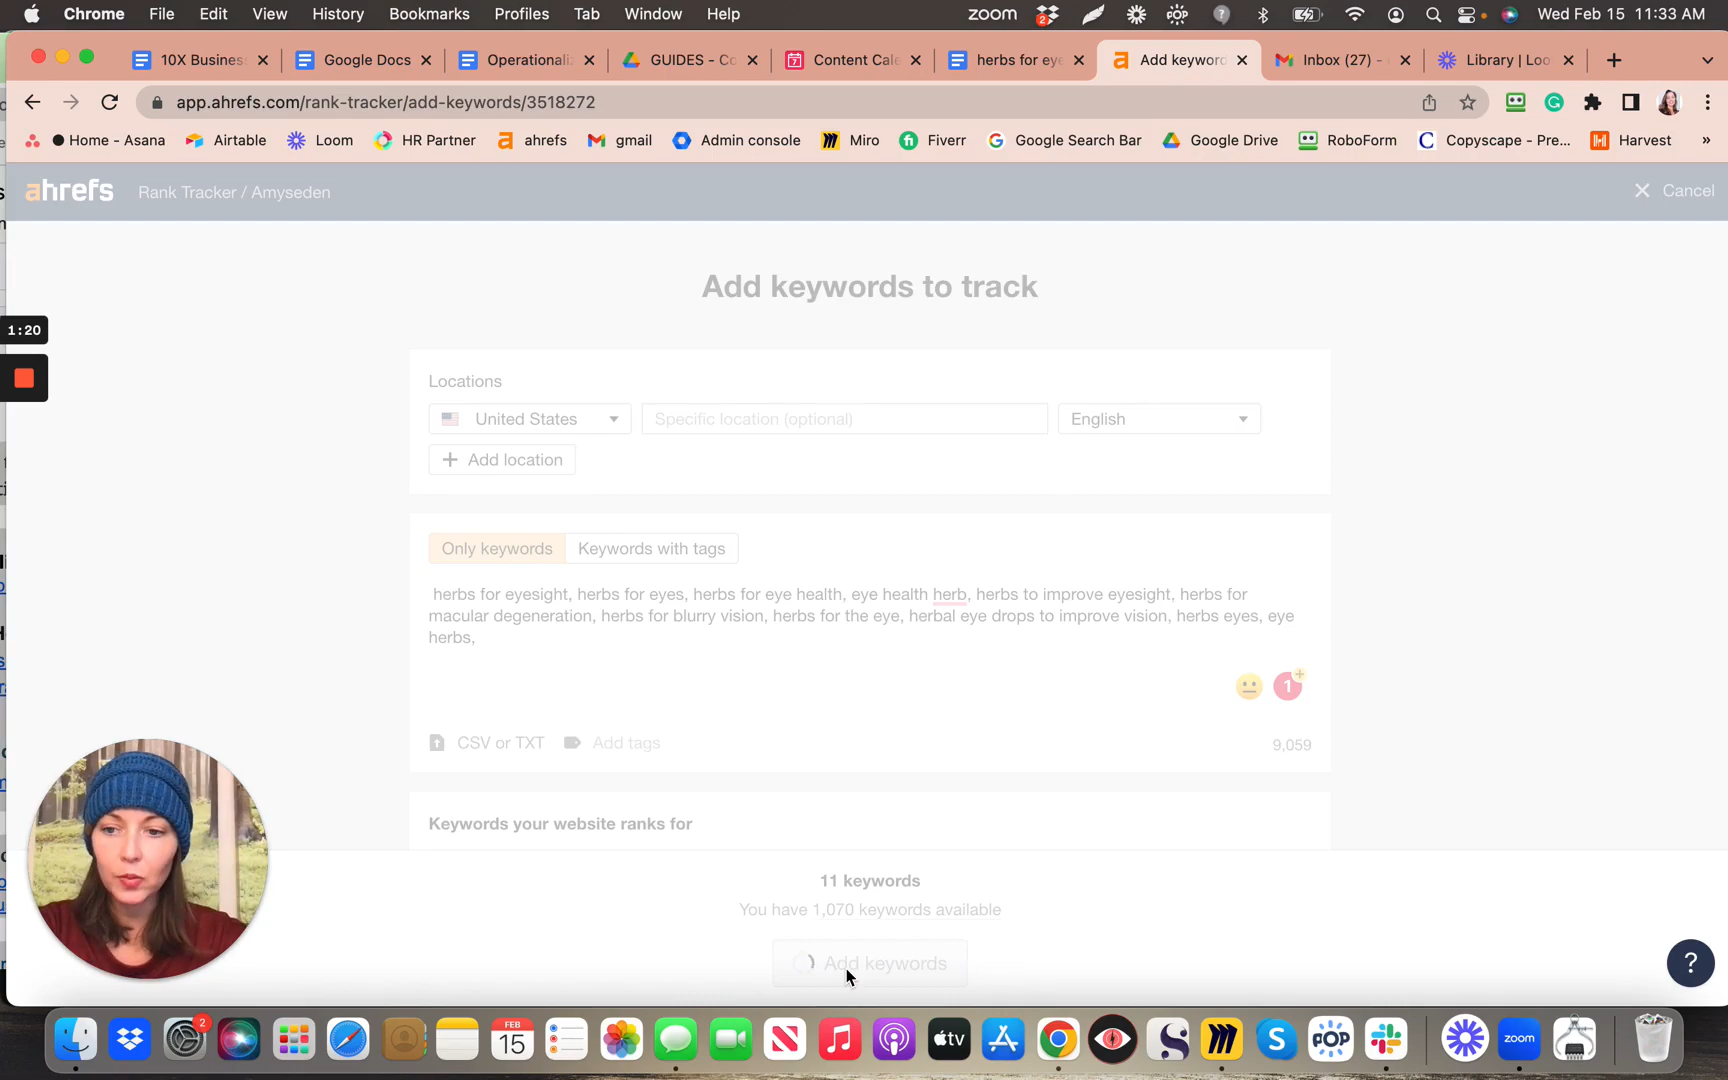 Chrome File Edit View History Bookmarks Profiles Tab Window Help zoom 2 POP ? Wed Feb 15 11:33 AM
10X Busines Google Docs Operationali GUIDES - Co Content Cale herbs for eye Add keyword Inbox (27) - Library | Loo
app.ahrefs.com/rank-tracker/add-keywords/3518272
Home - Asana Airtable Loom HR Partner ahrefs gmail Admin console Miro Fiverr Google Search Bar Google Drive RoboForm Copyscape - Pre... Harvest »
ahrefs Rank Tracker / Amyseden Cancel
Add keywords to track
1:20
Locations
United States Specific location (optional) English
+ Add location
Only keywords Keywords with tags
herbs for eyesight, herbs for eyes, herbs for eye health, eye health herb, herbs to improve eyesight, herbs for
macular degeneration, herbs for blurry vision, herbs for the eye, herbal eye drops to improve vision, herbs eyes, eye
herbs,
1
CSV or TXT Add tags 9,059
Keywords your website ranks for
11 keywords
You have 1,070 keywords available
Add keywords
?
2 FEB 15 tv POP zoom